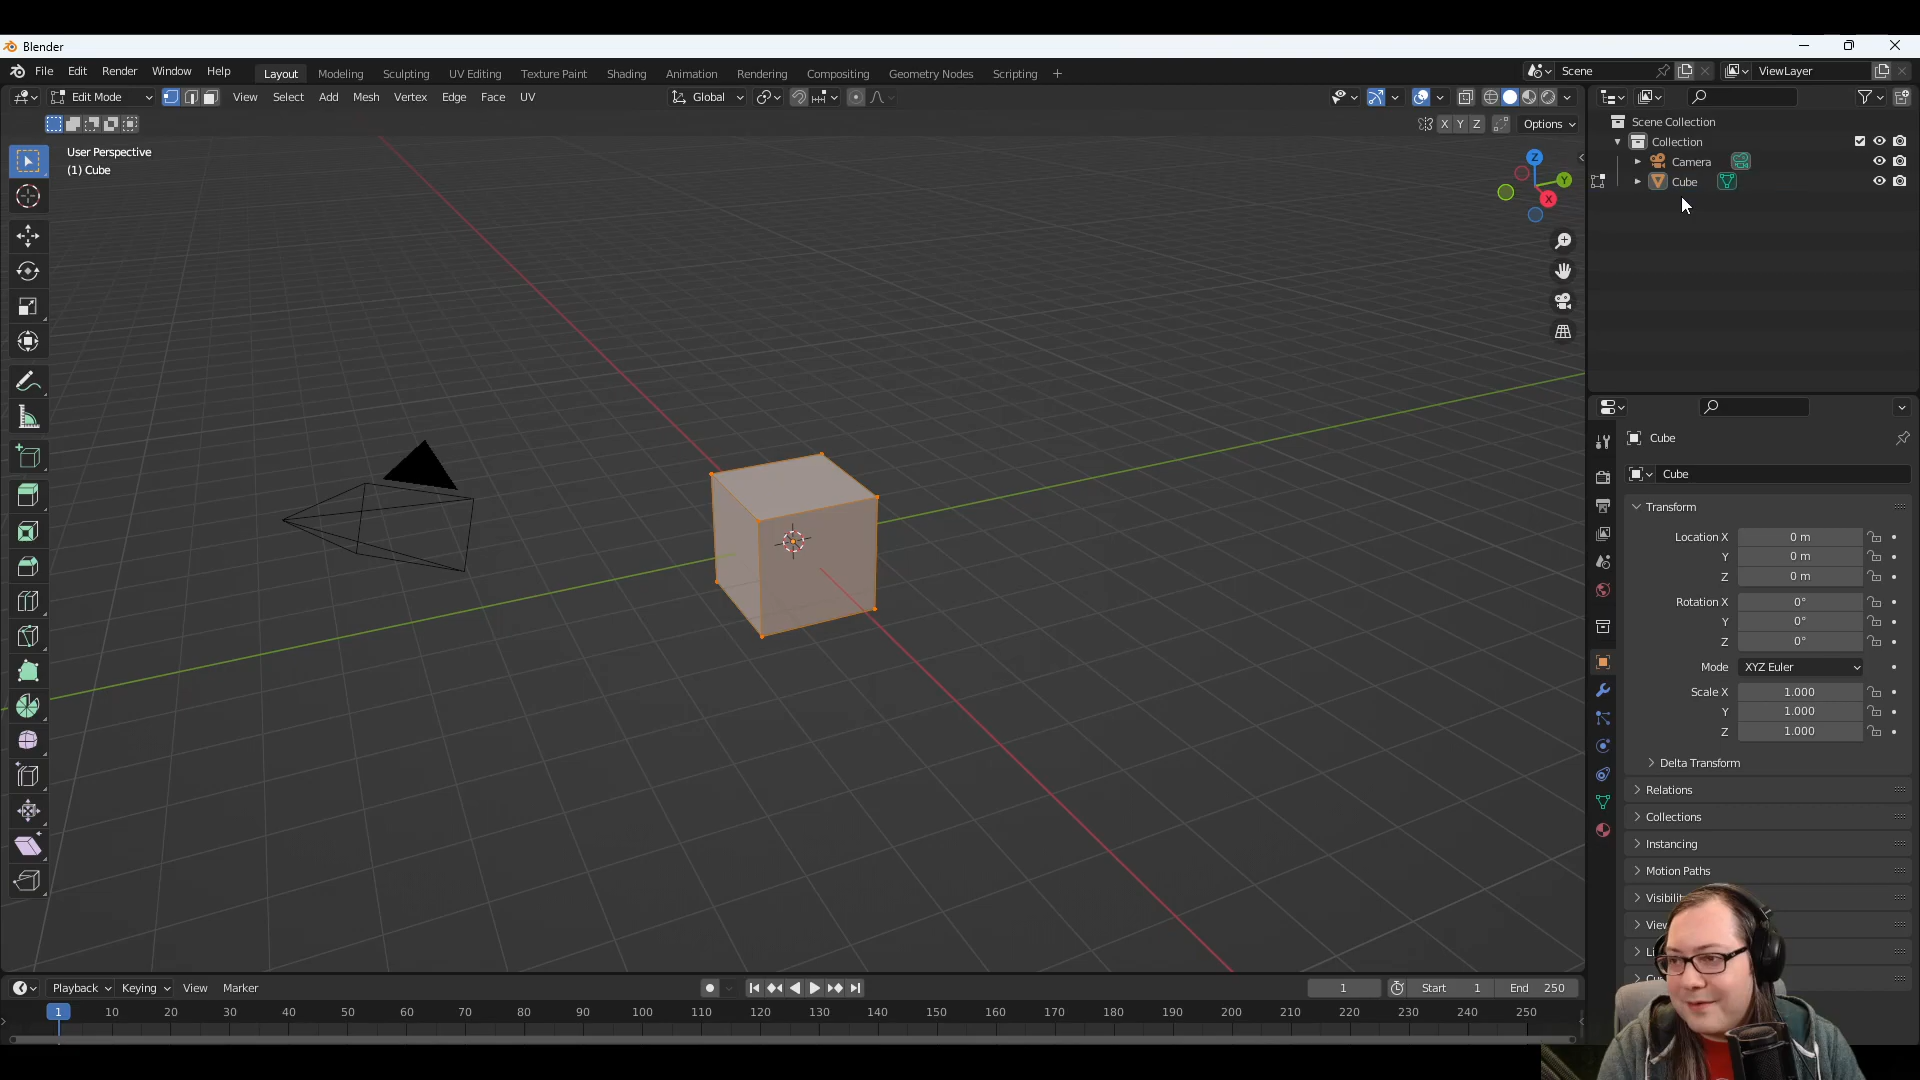 Blender
File Edit Render Window Help Layout Modeling Sculpting UV Editing Texture Paint Shading Animation Rendering Compositing Geometry Nodes Scripting + Scene ViewLayer
Edit Mode View Select Add Mesh Vertex Edge Face UV Global
X Y Z Options
User Perspective
(1) Cube
Z
Y
X
Scene Collection
Collection
Camera
Cube
Cube
Cube
Transform
Location X 0 m
Y 0 m
Z 0 m
Rotation X 0°
Y 0°
Z 0°
Mode XYZ Euler
Scale X 1.000
Y 1.000
Z 1.000
Delta Transform
Relations
Collections
Instancing
Motion Paths
Playback Keying View Marker 1 Start 1 End 250
1 10 20 30 40 50 60 70 80 90 100 110 120 130 140 150 160 170 180 190 200 210 220 230 240 250